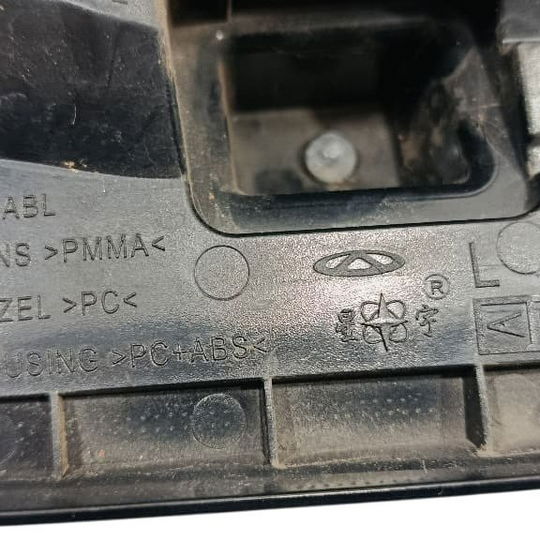 ABL
NS >PMMA<
ZEL >PC<
®
L
星宇
USING >PC+ABS<